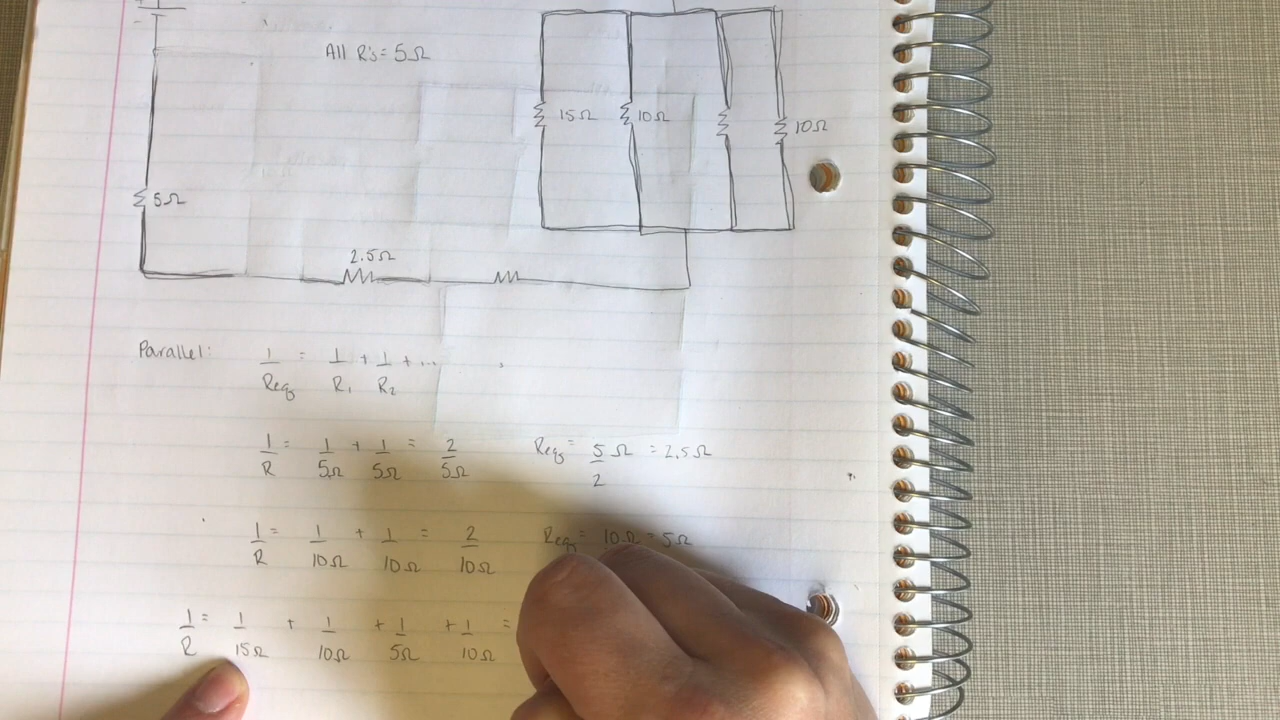 All R's = 5Ω
15Ω 10Ω 10Ω
5Ω
2.5Ω
Parallel: 1/Req = 1/R1 + 1/R2 + ...
1/R = 1/5Ω + 1/5Ω = 2/5Ω Req = 5/2 Ω = 2.5Ω
1/R = 1/10Ω + 1/10Ω = 2/10Ω Req = 10Ω = 5Ω
1/R = 1/15Ω + 1/10Ω + 1/5Ω + 1/10Ω =